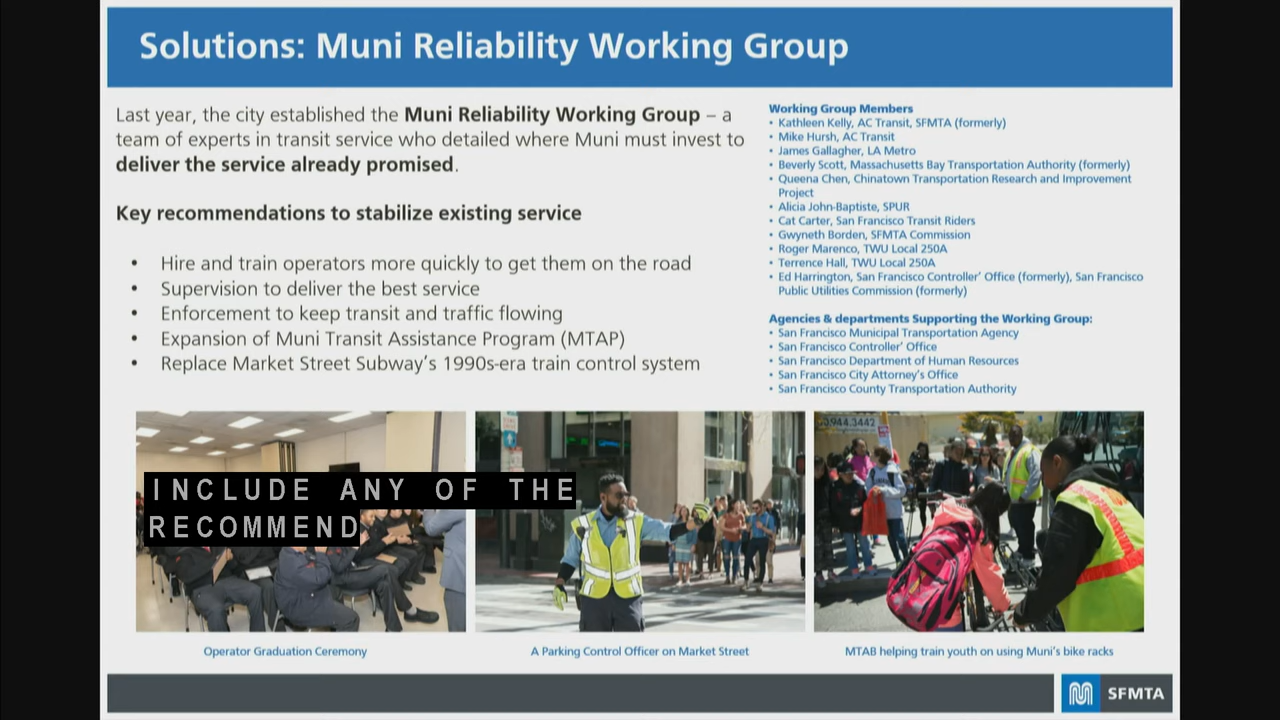 Solutions: Muni Reliability Working Group
Last year, the city established the Muni Reliability Working Group – a
team of experts in transit service who detailed where Muni must invest to
deliver the service already promised.
Key recommendations to stabilize existing service
• Hire and train operators more quickly to get them on the road
• Supervision to deliver the best service
• Enforcement to keep transit and traffic flowing
• Expansion of Muni Transit Assistance Program (MTAP)
• Replace Market Street Subway's 1990s-era train control system
Working Group Members
• Kathleen Kelly, AC Transit, SFMTA (formerly)
• Mike Hursh, AC Transit
• James Gallagher, LA Metro
• Beverly Scott, Massachusetts Bay Transportation Authority (formerly)
• Queena Chen, Chinatown Transportation Research and Improvement
Project
• Alicia John-Baptiste, SPUR
• Cat Carter, San Francisco Transit Riders
• Gwyneth Borden, SFMTA Commission
• Roger Marenco, TWU Local 250A
• Terrence Hall, TWU Local 250A
• Ed Harrington, San Francisco Controller' Office (formerly), San Francisco
Public Utilities Commission (formerly)
Agencies & departments Supporting the Working Group:
• San Francisco Municipal Transportation Agency
• San Francisco Controller' Office
• San Francisco Department of Human Resources
• San Francisco City Attorney's Office
• San Francisco County Transportation Authority
0.944.3442
INCLUDE ANY OF THE
RECOMMEND
Operator Graduation Ceremony
A Parking Control Officer on Market Street
MTAB helping train youth on using Muni's bike racks
SFMTA